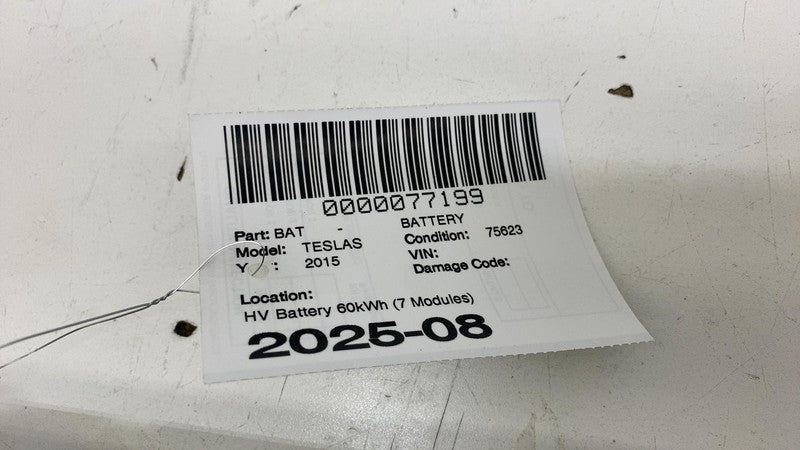 0000077199
Part: BAT - BATTERY
Model: TESLAS Condition: 75623
Y : 2015 VIN:
Damage Code:
Location:
HV Battery 60kWh (7 Modules)
2025-08